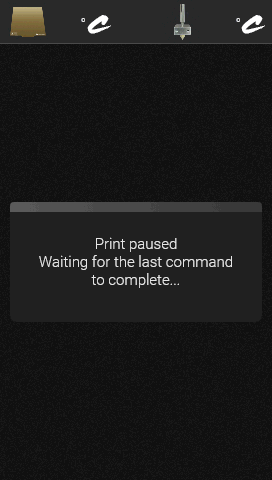 °C °C
Print paused
Waiting for the last command
to complete...